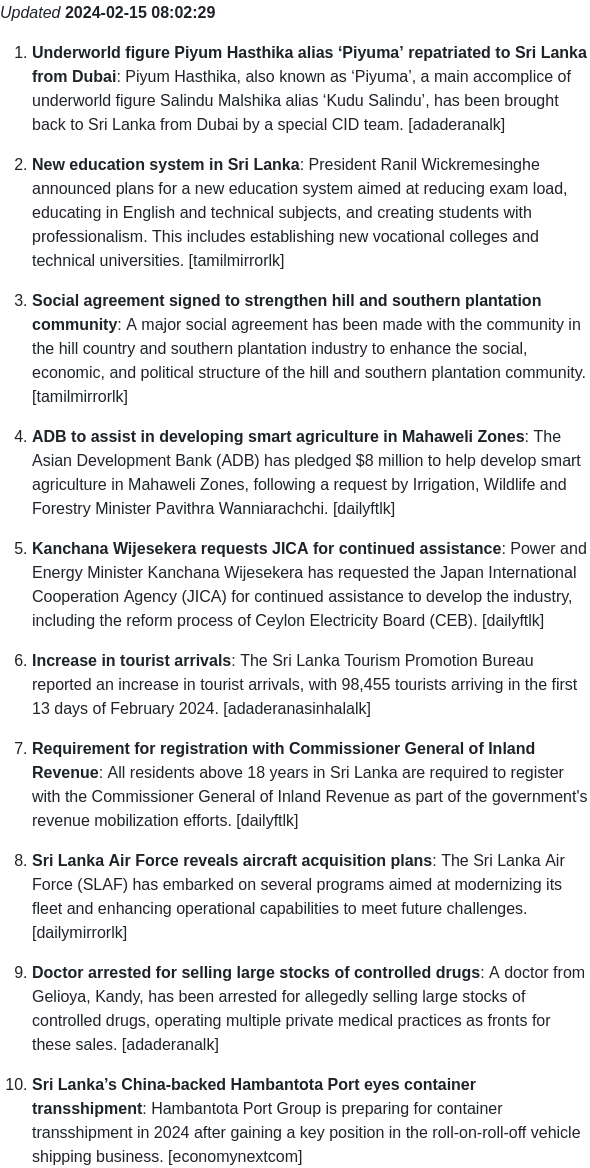 Updated 2024-02-15 08:02:29
1. Underworld figure Piyum Hasthika alias ‘Piyuma’ repatriated to Sri Lanka
from Dubai: Piyum Hasthika, also known as ‘Piyuma’, a main accomplice of
underworld figure Salindu Malshika alias ‘Kudu Salindu’, has been brought
back to Sri Lanka from Dubai by a special CID team. [adaderanalk]
2. New education system in Sri Lanka: President Ranil Wickremesinghe
announced plans for a new education system aimed at reducing exam load,
educating in English and technical subjects, and creating students with
professionalism. This includes establishing new vocational colleges and
technical universities. [tamilmirrorlk]
3. Social agreement signed to strengthen hill and southern plantation
community: A major social agreement has been made with the community in
the hill country and southern plantation industry to enhance the social,
economic, and political structure of the hill and southern plantation community.
[tamilmirrorlk]
4. ADB to assist in developing smart agriculture in Mahaweli Zones: The
Asian Development Bank (ADB) has pledged $8 million to help develop smart
agriculture in Mahaweli Zones, following a request by Irrigation, Wildlife and
Forestry Minister Pavithra Wanniarachchi. [dailyftlk]
5. Kanchana Wijesekera requests JICA for continued assistance: Power and
Energy Minister Kanchana Wijesekera has requested the Japan International
Cooperation Agency (JICA) for continued assistance to develop the industry,
including the reform process of Ceylon Electricity Board (CEB). [dailyftlk]
6. Increase in tourist arrivals: The Sri Lanka Tourism Promotion Bureau
reported an increase in tourist arrivals, with 98,455 tourists arriving in the first
13 days of February 2024. [adaderanasinhalalk]
7. Requirement for registration with Commissioner General of Inland
Revenue: All residents above 18 years in Sri Lanka are required to register
with the Commissioner General of Inland Revenue as part of the government's
revenue mobilization efforts. [dailyftlk]
8. Sri Lanka Air Force reveals aircraft acquisition plans: The Sri Lanka Air
Force (SLAF) has embarked on several programs aimed at modernizing its
fleet and enhancing operational capabilities to meet future challenges.
[dailymirrorlk]
9. Doctor arrested for selling large stocks of controlled drugs: A doctor from
Gelioya, Kandy, has been arrested for allegedly selling large stocks of
controlled drugs, operating multiple private medical practices as fronts for
these sales. [adaderanalk]
10. Sri Lanka’s China-backed Hambantota Port eyes container
transshipment: Hambantota Port Group is preparing for container
transshipment in 2024 after gaining a key position in the roll-on-roll-off vehicle
shipping business. [economynextcom]